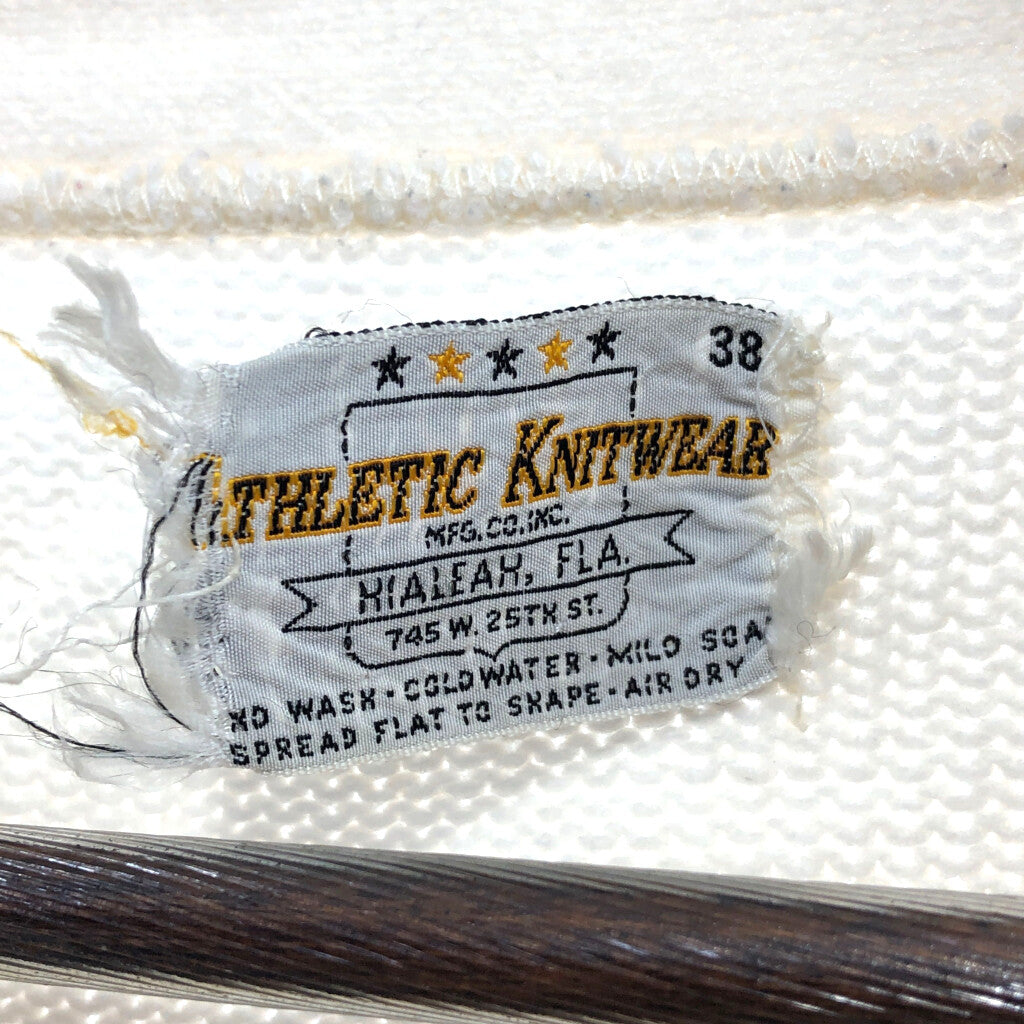 38
ATHLETIC KNITWEAR
MFG.CO.INC.
HIALEAH, FLA.
745 W. 25TH ST.
ND WASH · COLD WATER · MILD SOA
SPREAD FLAT TO SHAPE · AIR DRY